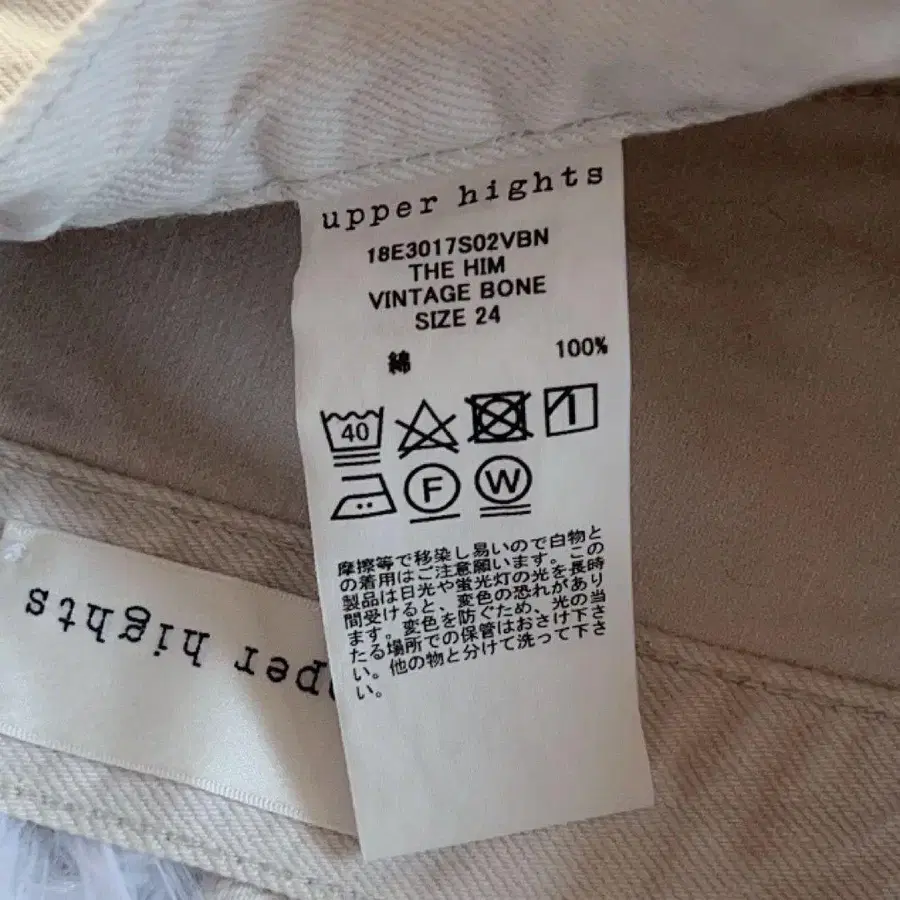 upper hights
18E3017S02VBN
THE HIM
VINTAGE BONE
SIZE 24
綿 100%
40
F W
摩擦等で移染し易いので白物と
の着用はご注意願います。この
製品は日光や蛍光灯の光を長時
間受けると、変色の恐れがあり
ます。変色を防ぐため、光の当
たる場所での保管はおさけ下さ
い。他の物と分けて洗って下さ
い。
pper hights